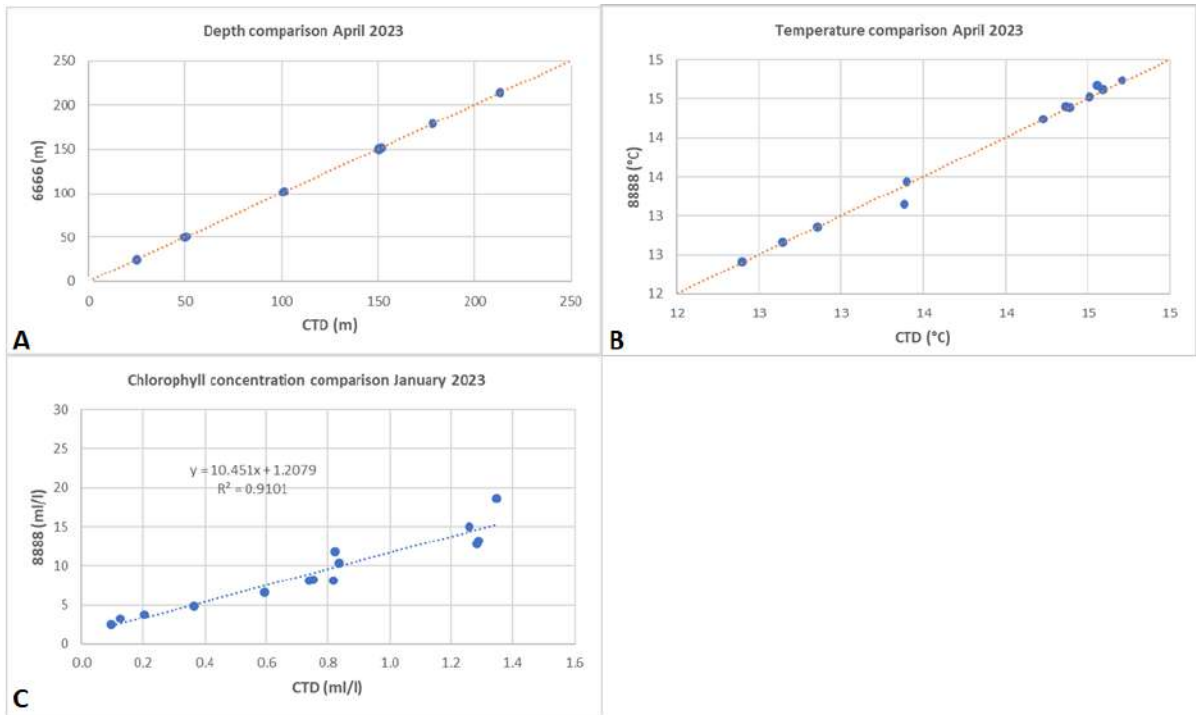 Depth comparison April 2023
250
200
150
100
50
0
6666 (m)
0 50 100 150 200 250
CTD (m)
A
Temperature comparison April 2023
15
15
14
14
13
13
12
8888 (°C)
12 13 13 14 14 15 15
CTD (°C)
B
Chlorophyll concentration comparison January 2023
30
25
20
15
10
5
0
8888 (ml/l)
y = 10.451x + 1.2079
R² = 0.9101
0.0 0.2 0.4 0.6 0.8 1.0 1.2 1.4 1.6
CTD (ml/l)
C